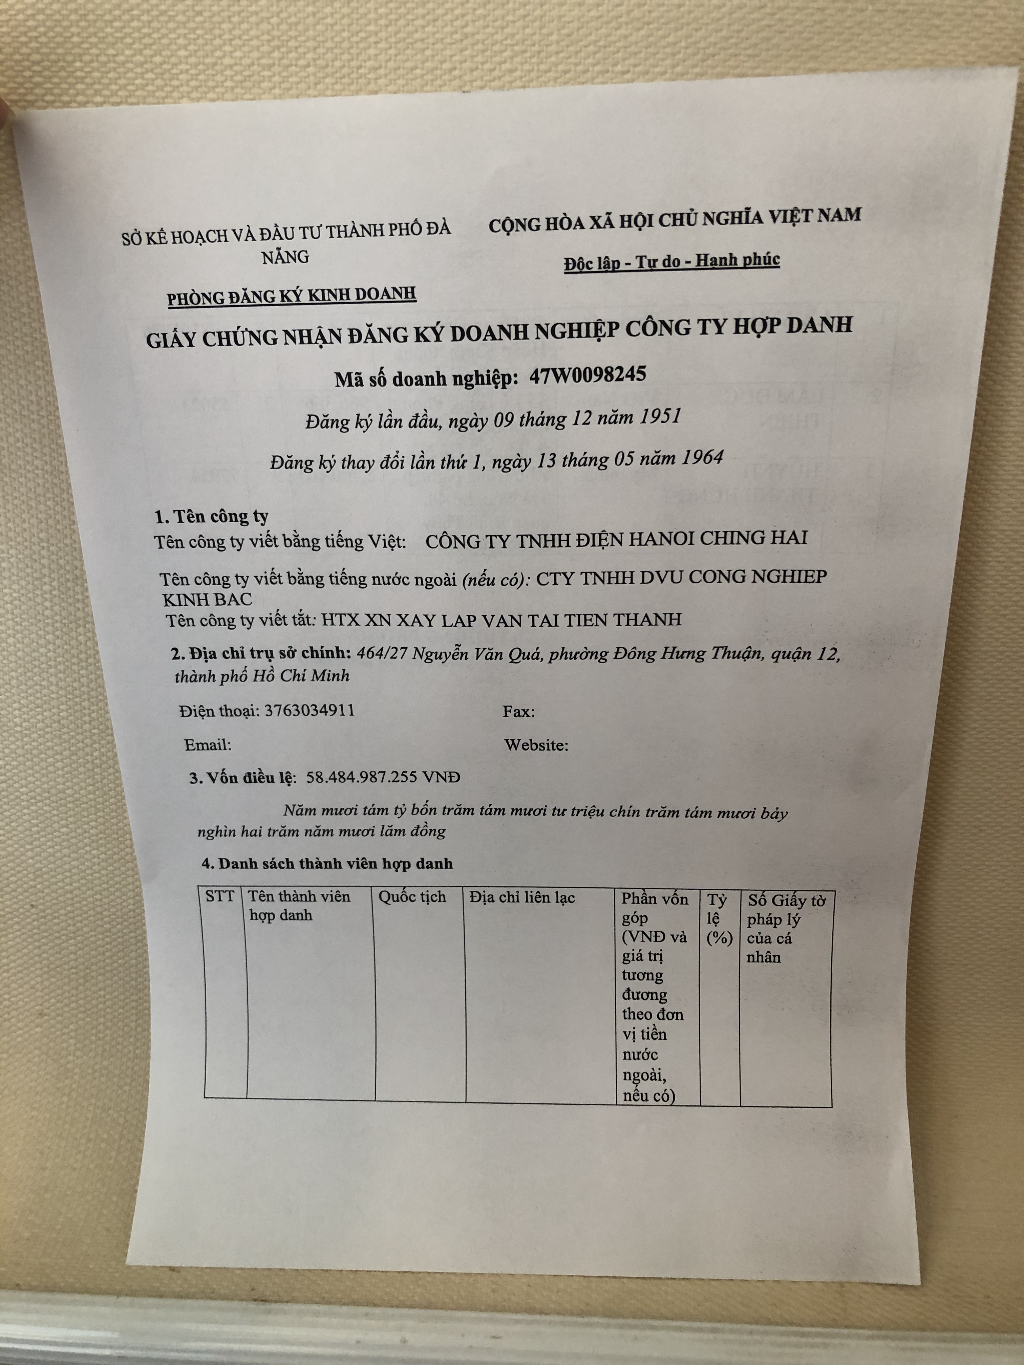 SỞ KẾ HOẠCH VÀ ĐẦU TƯ THÀNH PHỐ ĐÀ
NẴNG
PHÒNG ĐĂNG KÝ KINH DOANH
CỘNG HÒA XÃ HỘI CHỦ NGHĨA VIỆT NAM
Độc lập - Tự do - Hạnh phúc
GIẤY CHỨNG NHẬN ĐĂNG KÝ DOANH NGHIỆP CÔNG TY HỢP DANH
Mã số doanh nghiệp: 47W0098245
Đăng ký lần đầu, ngày 09 tháng 12 năm 1951
Đăng ký thay đổi lần thứ 1, ngày 13 tháng 05 năm 1964
1. Tên công ty
Tên công ty viết bằng tiếng Việt: CÔNG TY TNHH ĐIỆN HANOI CHING HAI
Tên công ty viết bằng tiếng nước ngoài (nếu có): CTY TNHH DVU CONG NGHIEP
KINH BAC
Tên công ty viết tắt: HTX XN XAY LAP VAN TAI TIEN THANH
2. Địa chỉ trụ sở chính: 464/27 Nguyễn Văn Quá, phường Đông Hưng Thuận, quận 12,
thành phố Hồ Chí Minh
Điện thoại: 3763034911 Fax:
Email: Website:
3. Vốn điều lệ: 58.484.987.255 VNĐ
Năm mươi tám tỷ bốn trăm tám mươi tư triệu chín trăm tám mươi bảy
nghìn hai trăm năm mươi lăm đồng
4. Danh sách thành viên hợp danh
STT
Tên thành viên
hợp danh
Quốc tịch
Địa chỉ liên lạc
Phần vốn
góp
(VNĐ và
giá trị
tương
đương
theo đơn
vị tiền
nước
ngoài,
nếu có)
Tỷ
lệ
(%)
Số Giấy tờ
pháp lý
của cá
nhân